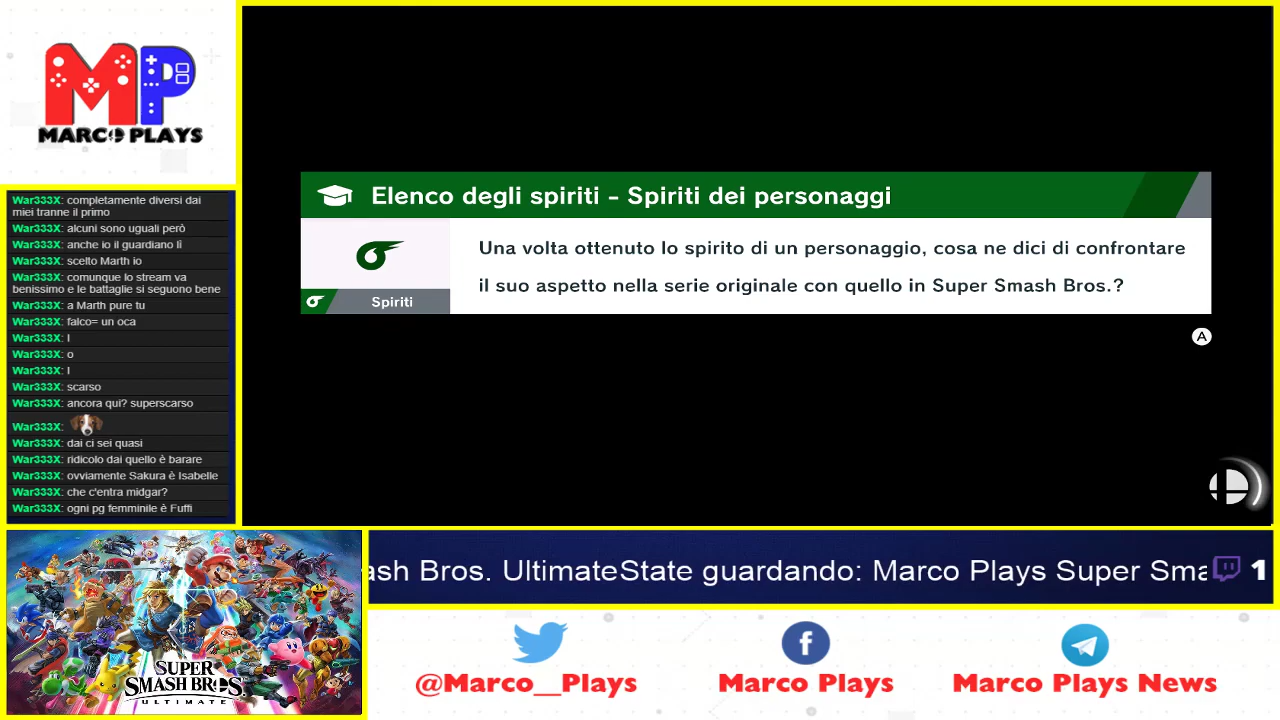 MP
MARCO PLAYS
War333X: completamente diversi dai
miei tranne il primo
War333X: alcuni sono uguali però
War333X: anche io il guardiano lì
War333X: scelto Marth io
War333X: comunque lo stream va
benissimo e le battaglie si seguono bene
War333X: a Marth pure tu
War333X: falco= un oca
War333X: l
War333X: o
War333X: l
War333X: scarso
War333X: ancora qui? superscarso
War333X:
War333X: dai ci sei quasi
War333X: ridicolo dai quello è barare
War333X: ovviamente Sakura è Isabelle
War333X: che c'entra midgar?
War333X: ogni pg femminile è Fuffi
Elenco degli spiriti - Spiriti dei personaggi
Una volta ottenuto lo spirito di un personaggio, cosa ne dici di confrontare
il suo aspetto nella serie originale con quello in Super Smash Bros.?
Spiriti
A
ash Bros. UltimateState guardando: Marco Plays Super Sma 1
SUPER
SMASH BROS.
ULTIMATE
@Marco__Plays
Marco Plays
Marco Plays News